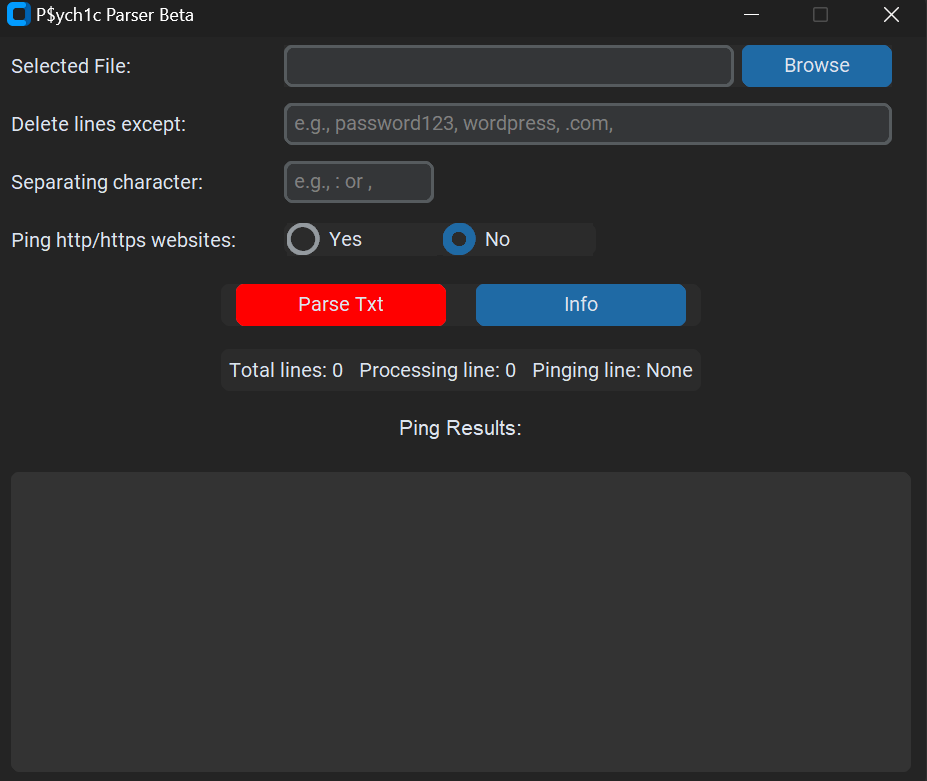 P$ych1c Parser Beta
Selected File:
Browse
Delete lines except:
e.g., password123, wordpress, .com,
Separating character:
e.g., : or ,
Ping http/https websites:
Yes
No
Parse Txt
Info
Total lines: 0 Processing line: 0 Pinging line: None
Ping Results: